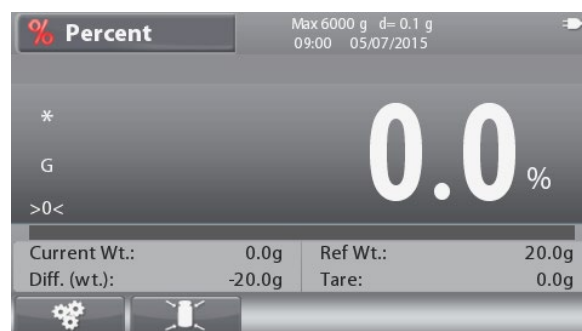 % Percent
Max 6000 g d= 0.1 g
09:00 05/07/2015
*
G
>0<
0.0 %
Current Wt.: 0.0g Ref Wt.: 20.0g
Diff. (wt.): -20.0g Tare: 0.0g